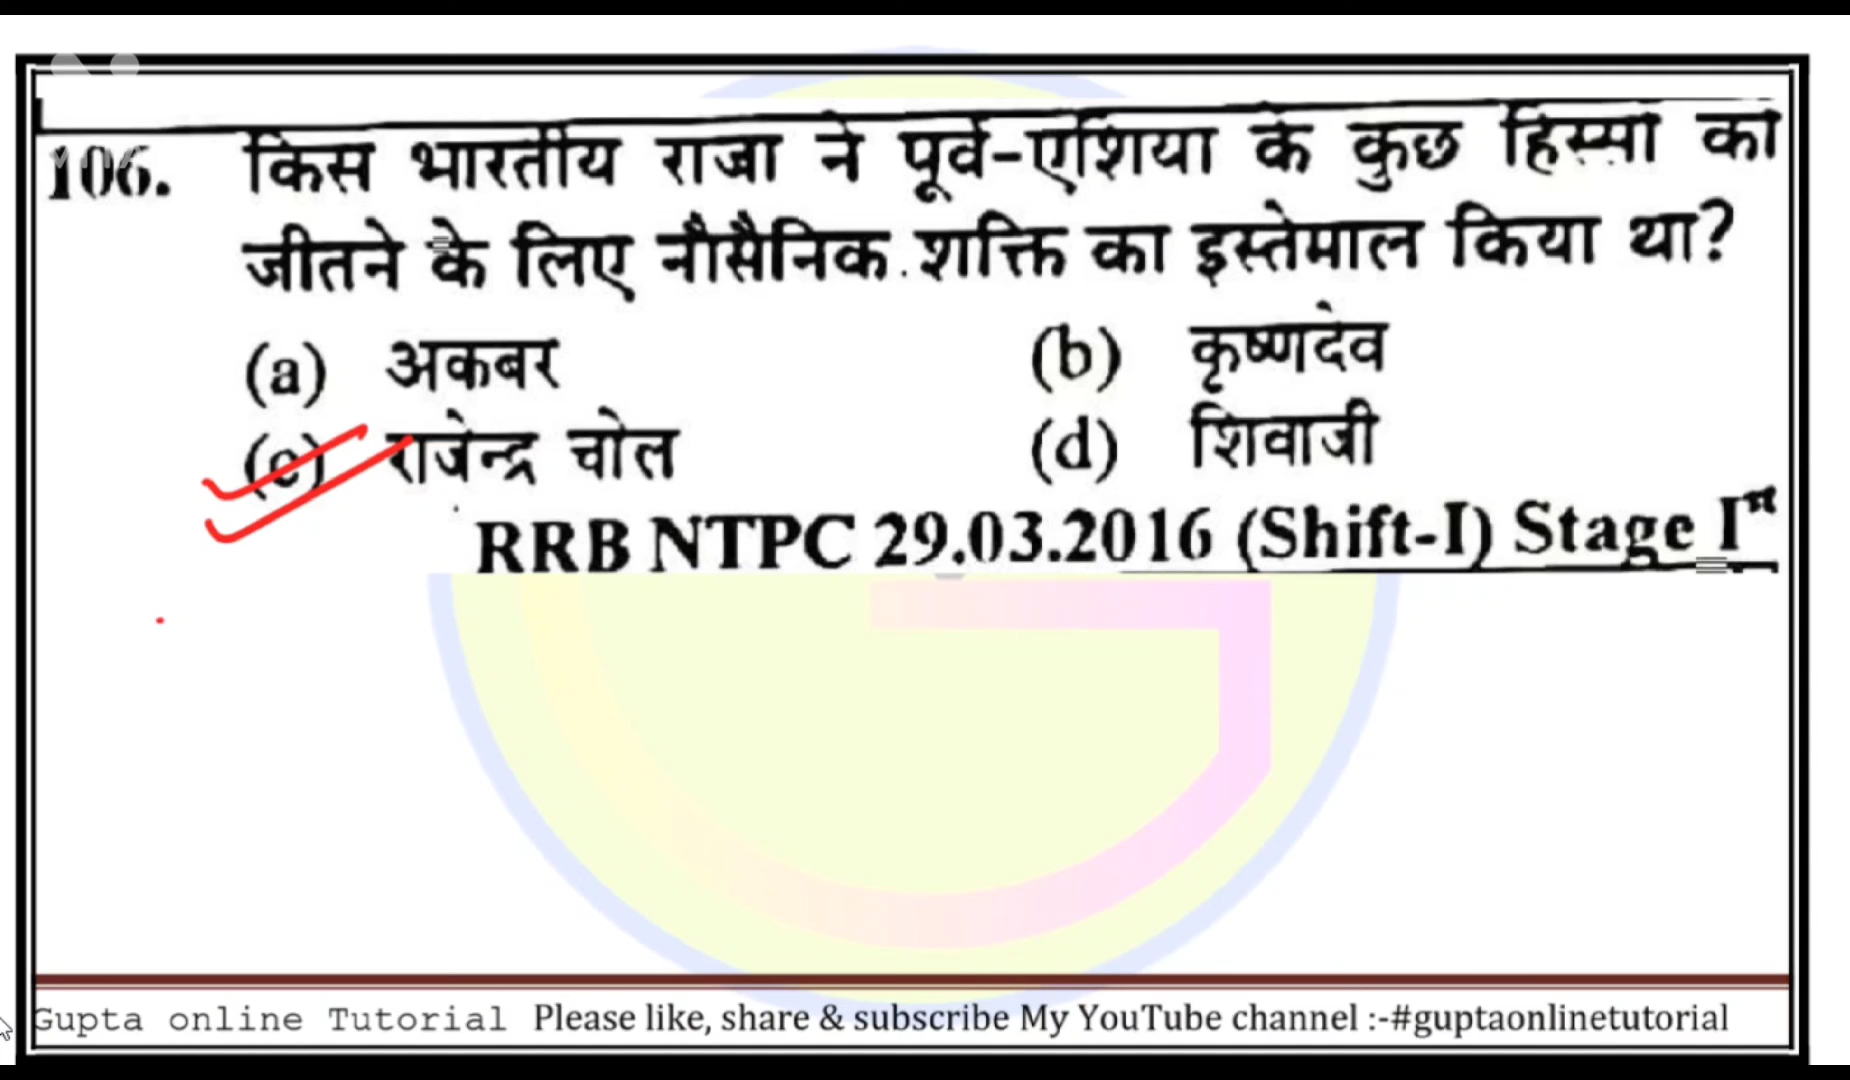 106. किस भारतीय राजा ने पूर्व-एशिया के कुछ हिस्सों को
जीतने के लिए नौसैनिक शक्ति का इस्तेमाल किया था?
(a) अकबर (b) कृष्णदेव
(c) राजेन्द्र चोल (d) शिवाजी
RRB NTPC 29.03.2016 (Shift-I) Stage Ist
Gupta online Tutorial Please like, share & subscribe My YouTube channel :-#guptaonlinetutorial